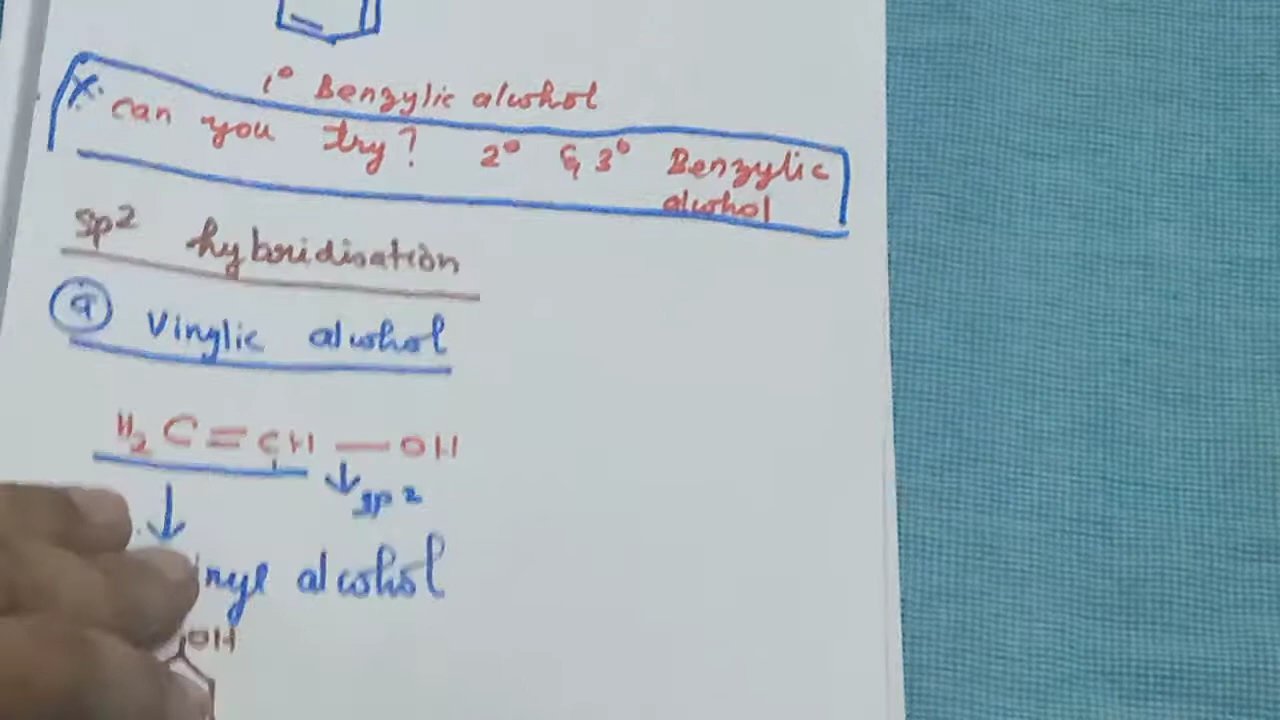 1° Benzylic alcohol
X. can you try? 2° & 3° Benzylic
alcohol
sp² hybridisation
a Vinylic alcohol
H₂C=CH—OH
sp²
inyl alcohol
OH